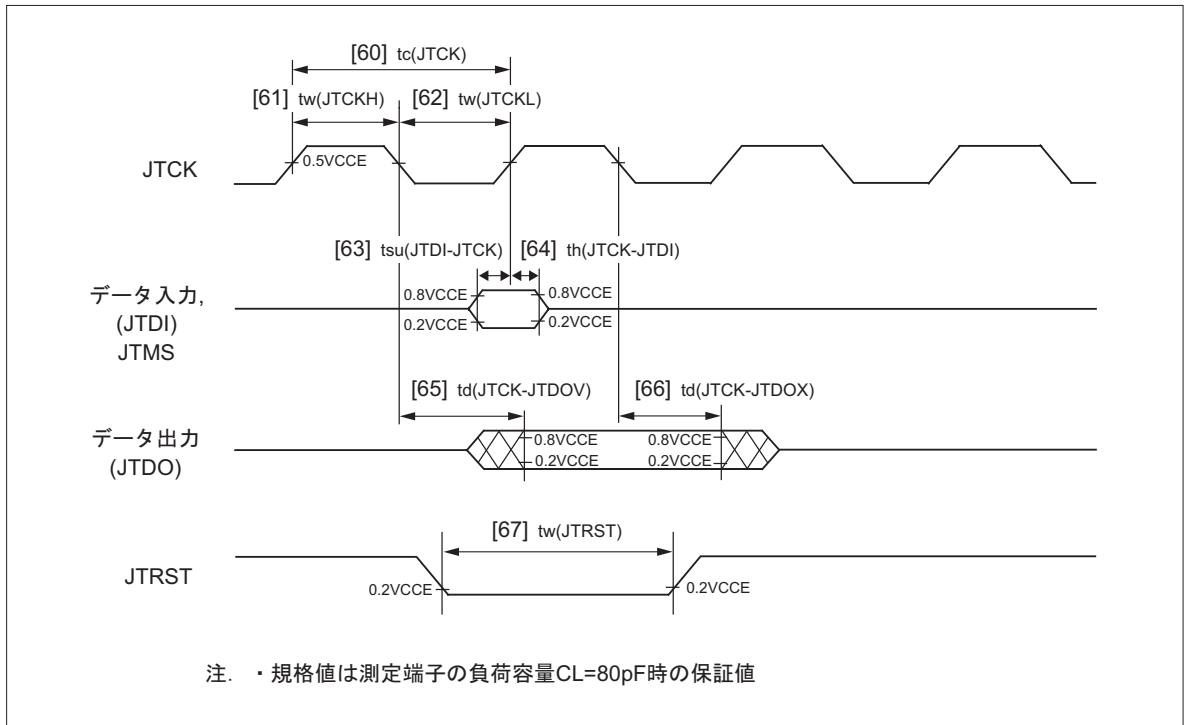 [60] tc(JTCK)
[61] tw(JTCKH) [62] tw(JTCKL)
JTCK
0.5VCCE
[63] tsu(JTDI-JTCK) [64] th(JTCK-JTDI)
データ入力,
(JTDI)
JTMS
0.8VCCE 0.8VCCE
0.2VCCE 0.2VCCE
[65] td(JTCK-JTDOV) [66] td(JTCK-JTDOX)
データ出力
(JTDO)
0.8VCCE 0.8VCCE
0.2VCCE 0.2VCCE
[67] tw(JTRST)
JTRST
0.2VCCE 0.2VCCE
注. ・規格値は測定端子の負荷容量CL=80pF時の保証値